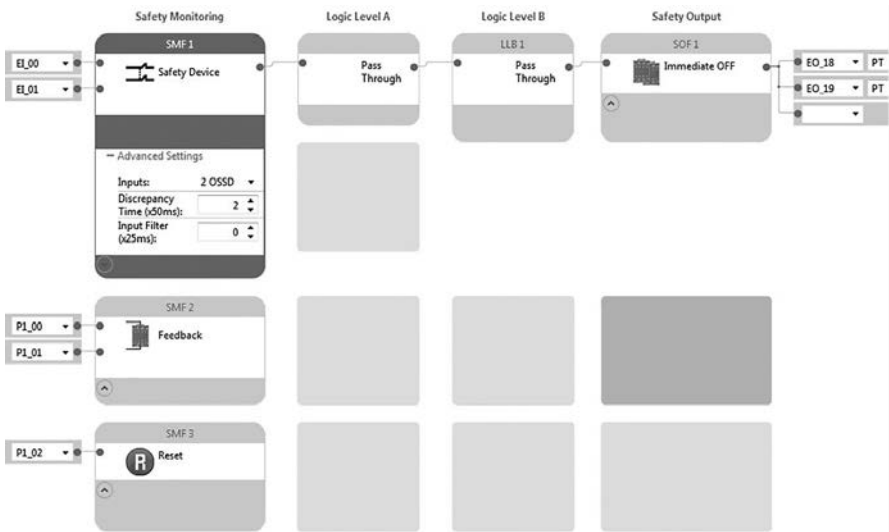 Safety Monitoring Logic Level A Logic Level B Safety Output
SMF 1 LLB 1 SOF 1
EI_00
EI_01
Safety Device
Pass
Through
Pass
Through
Immediate OFF
EO_18 PT
EO_19 PT
Advanced Settings
Inputs: 2 OSSD
Discrepancy
Time (x50ms): 2
Input Filter
(x25ms): 0
SMF 2
P1_00
P1_01
Feedback
SMF 3
P1_02
R Reset